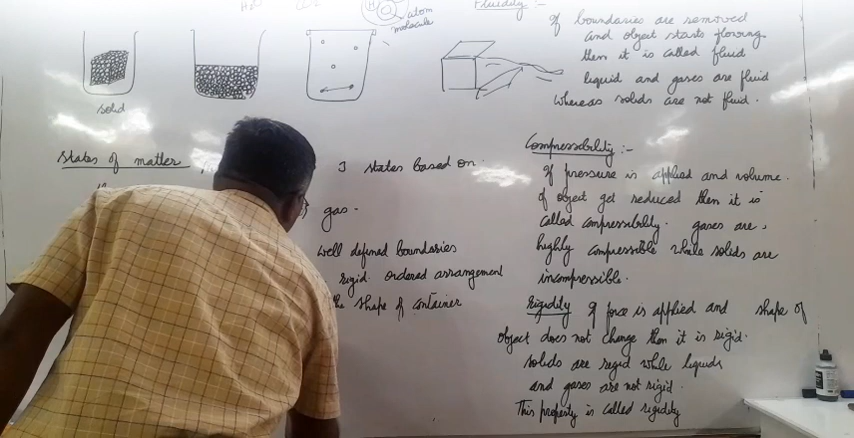 H2O
atom
molecule
Fluidity :-
If boundaries are removed
and object starts flowing
then it is called fluid
liquid and gases are fluid
whereas solids are not fluid.
solid
States of matter
3 states based on
gas.
well defined boundaries
rigid ordered arrangement
the shape of container
Compressibility :-
If pressure is applied and volume
of object get reduced then it is
called compressibility. gases are
highly compressible while solids are
incompressible.
Rigidity If force is applied and shape of
object does not change then it is rigid.
solids are rigid while liquids
and gases are not rigid.
This property is called rigidity